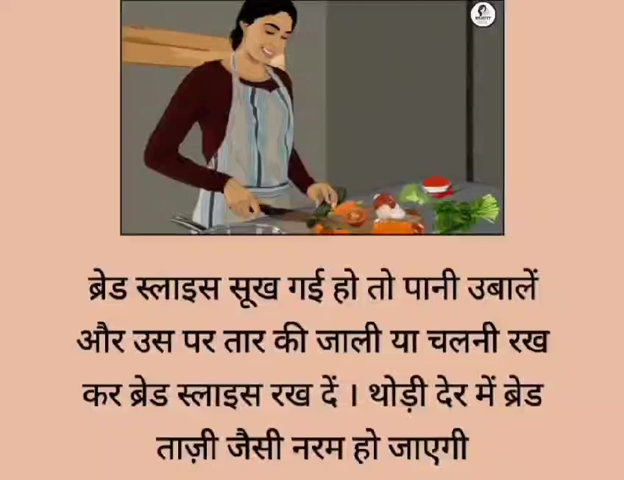 ब्रेड स्लाइस सूख गई हो तो पानी उबालें
और उस पर तार की जाली या चलनी रख
कर ब्रेड स्लाइस रख दें । थोड़ी देर में ब्रेड
ताज़ी जैसी नरम हो जाएगी